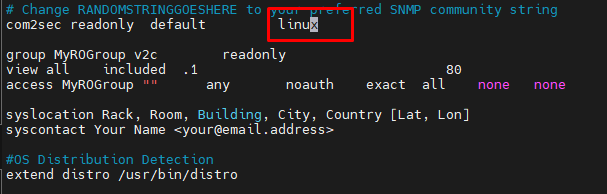 # Change RANDOMSTRINGGOESHERE to your preferred SNMP community string
com2sec readonly  default         linux

group MyROGroup v2c        readonly
view all    included  .1                               80
access MyROGroup ""      any       noauth    exact  all    none   none

syslocation Rack, Room, Building, City, Country [Lat, Lon]
syscontact Your Name <your@email.address>

#OS Distribution Detection
extend distro /usr/bin/distro